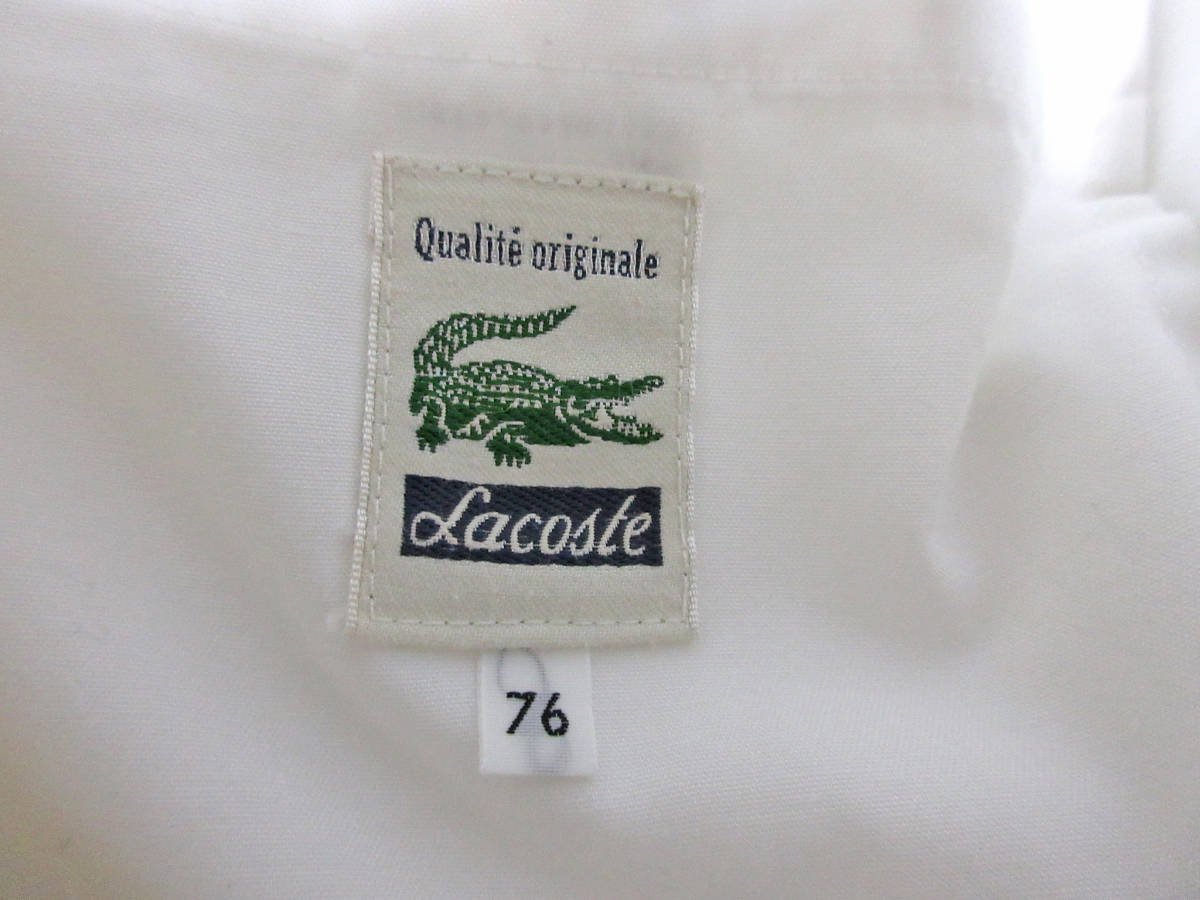 Qualité originale
Lacoste
76